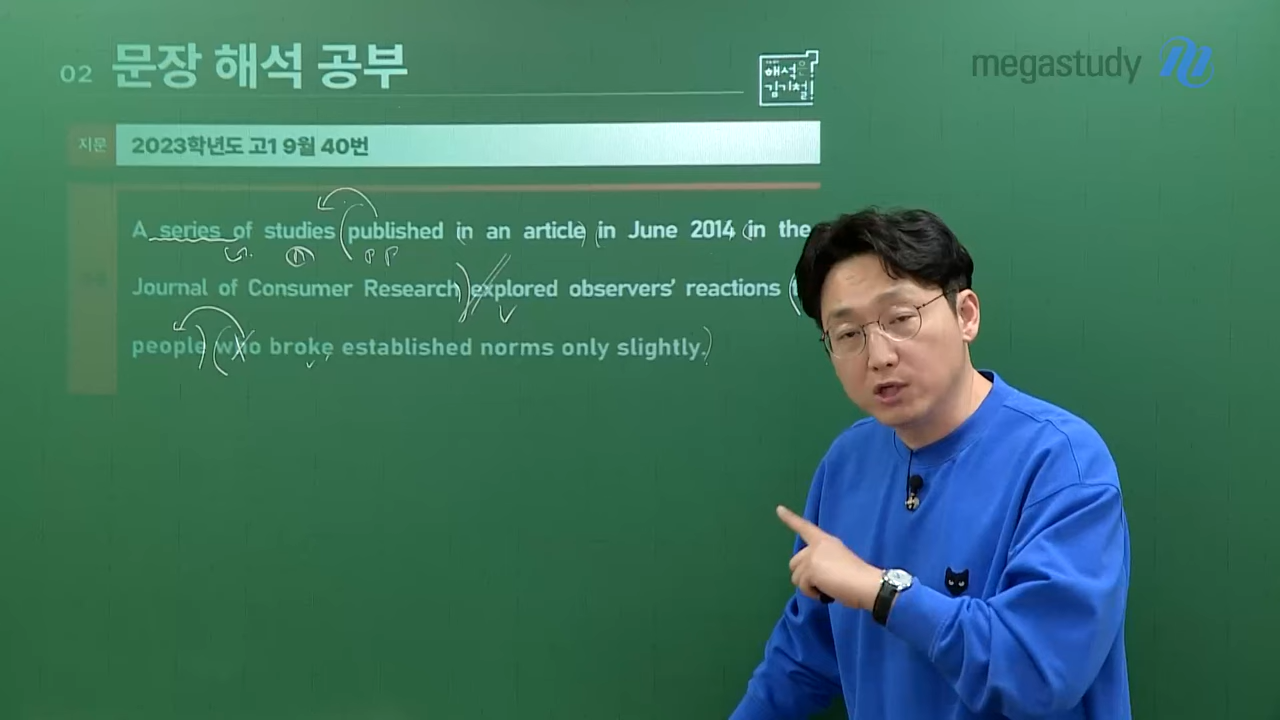 02 문장 해석 공부
해석은!
김기철!
megastudy
지문
2023학년도 고1 9월 40번
A series of studies published in an article in June 2014 in the
Journal of Consumer Research explored observers' reactions
people who broke established norms only slightly.